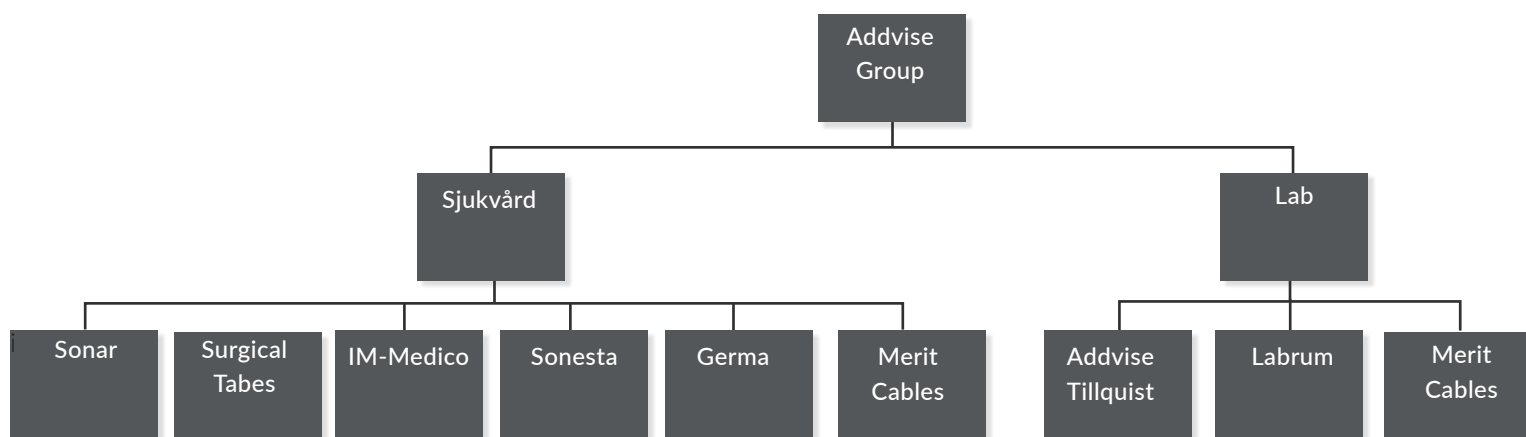 Addvise
Group
Sjukvård
Lab
i
Sonar
Surgical
Tabes
IM-Medico
Sonesta
Germa
Merit
Cables
Addvise
Tillquist
Labrum
Merit
Cables